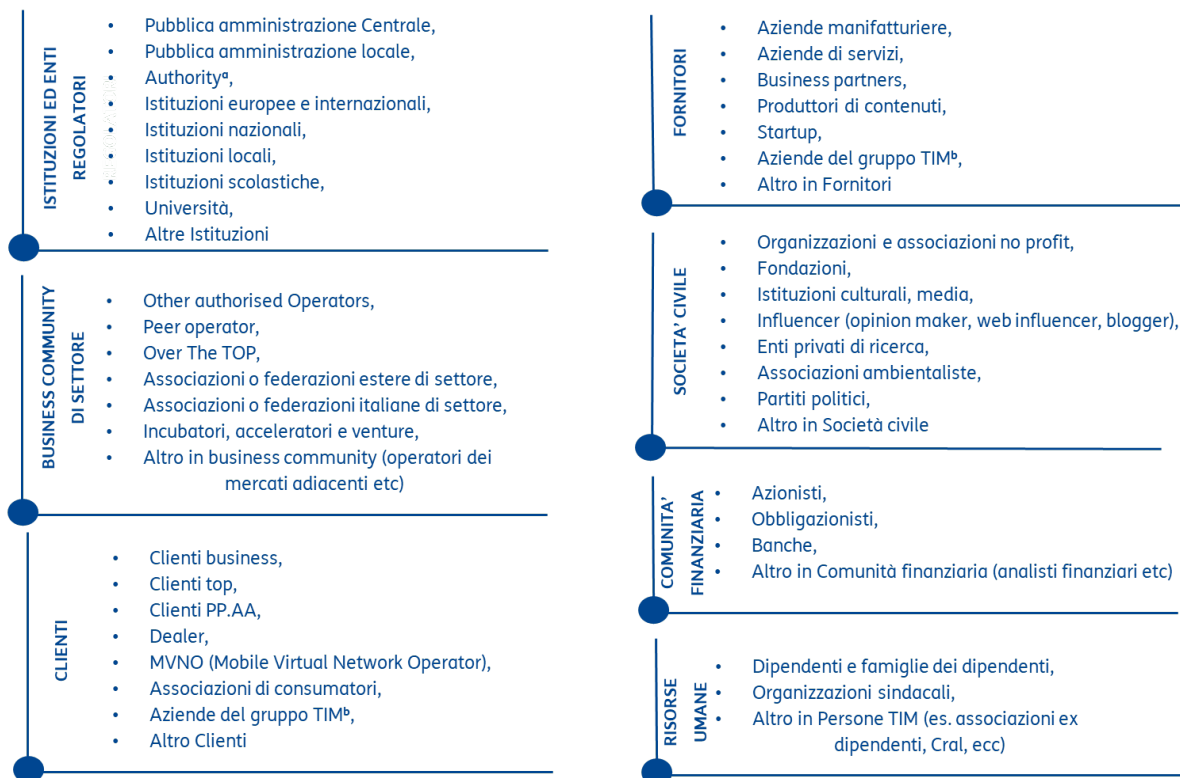 ISTITUZIONI ED ENTI
REGOLATORI
• Pubblica amministrazione Centrale,
• Pubblica amministrazione locale,
• Authorityᵃ,
• Istituzioni europee e internazionali,
• Istituzioni nazionali,
• Istituzioni locali,
• Istituzioni scolastiche,
• Università,
• Altre Istituzioni
BUSINESS COMMUNITY
DI SETTORE
• Other authorised Operators,
• Peer operator,
• Over The TOP,
• Associazioni o federazioni estere di settore,
• Associazioni o federazioni italiane di settore,
• Incubatori, acceleratori e venture,
• Altro in business community (operatori dei
mercati adiacenti etc)
CLIENTI
• Clienti business,
• Clienti top,
• Clienti PP.AA,
• Dealer,
• MVNO (Mobile Virtual Network Operator),
• Associazioni di consumatori,
• Aziende del gruppo TIMᵇ,
• Altro Clienti
FORNITORI
• Aziende manifatturiere,
• Aziende di servizi,
• Business partners,
• Produttori di contenuti,
• Startup,
• Aziende del gruppo TIMᵇ,
• Altro in Fornitori
SOCIETA' CIVILE
• Organizzazioni e associazioni no profit,
• Fondazioni,
• Istituzioni culturali, media,
• Influencer (opinion maker, web influencer, blogger),
• Enti privati di ricerca,
• Associazioni ambientaliste,
• Partiti politici,
• Altro in Società civile
COMUNITA'
FINANZIARIA
• Azionisti,
• Obbligazionisti,
• Banche,
• Altro in Comunità finanziaria (analisti finanziari etc)
RISORSE
UMANE
• Dipendenti e famiglie dei dipendenti,
• Organizzazioni sindacali,
• Altro in Persone TIM (es. associazioni ex
dipendenti, Cral, ecc)